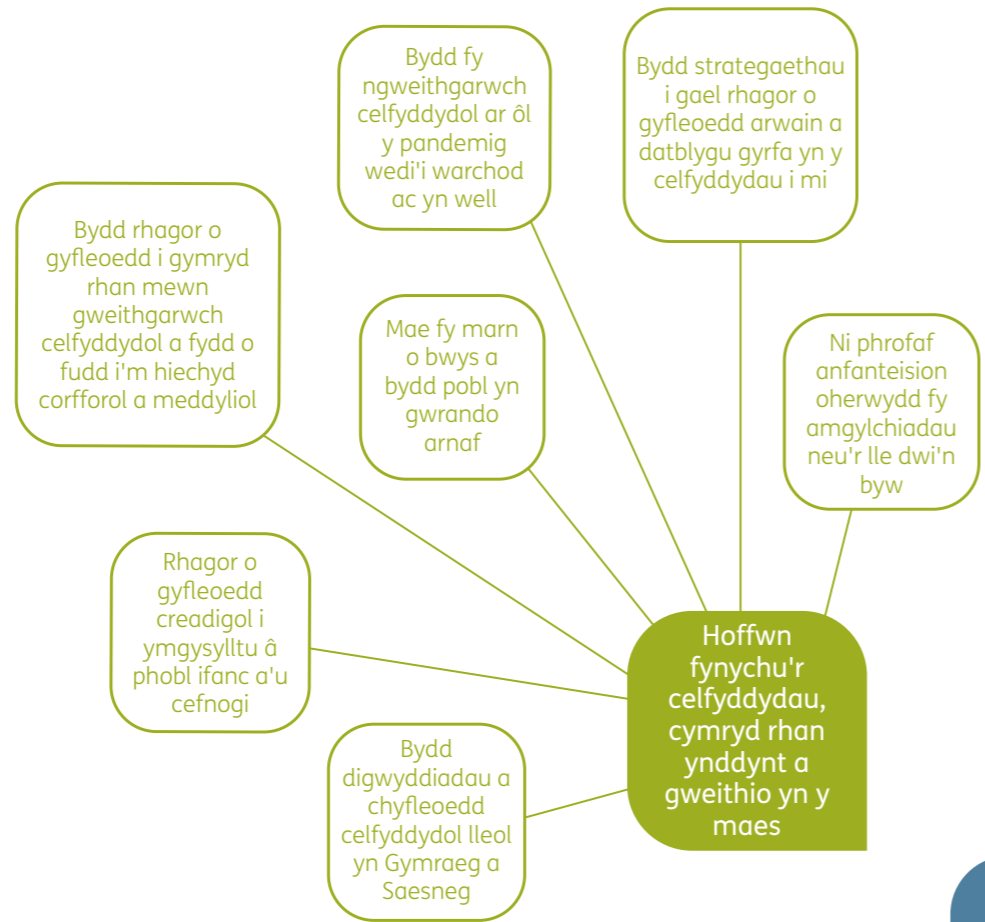 Bydd fy
ngweithgarwch
celfyddydol ar ôl
y pandemig
wedi'i warchod
ac yn well
Bydd strategaethau
i gael rhagor o
gyfleoedd arwain a
datblygu gyrfa yn y
celfyddydau i mi
Bydd rhagor o
gyfleoedd i gymryd
rhan mewn
gweithgarwch
celfyddydol a fydd o
fudd i'm hiechyd
corfforol a meddyliol
Mae fy marn
o bwys a
bydd pobl yn
gwrando
arnaf
Ni phrofaf
anfanteision
oherwydd fy
amgylchiadau
neu'r lle dwi'n
byw
Rhagor o
gyfleoedd
creadigol i
ymgysylltu â
phobl ifanc a'u
cefnogi
Hoffwn
fynychu'r
celfyddydau,
cymryd rhan
ynddynt a
gweithio yn y
maes
Bydd
digwyddiadau a
chyfleoedd
celfyddydol lleol
yn Gymraeg a
Saesneg